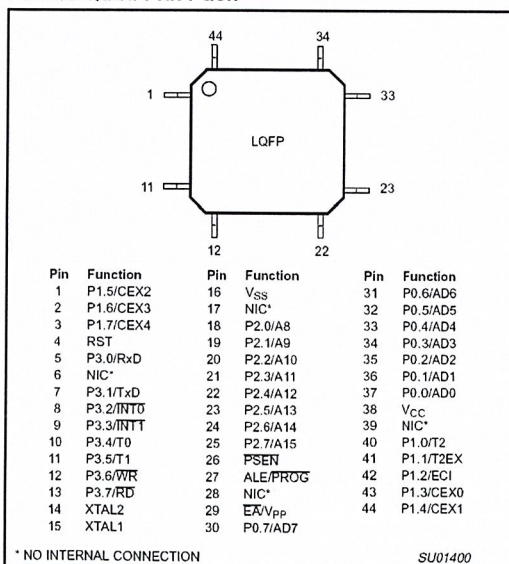 44 34
1 33
LQFP
11 23
12 22
Pin Function Pin Function Pin Function
1 P1.5/CEX2 16 VSS 31 P0.6/AD6
2 P1.6/CEX3 17 NIC* 32 P0.5/AD5
3 P1.7/CEX4 18 P2.0/A8 33 P0.4/AD4
4 RST 19 P2.1/A9 34 P0.3/AD3
5 P3.0/RxD 20 P2.2/A10 35 P0.2/AD2
6 NIC* 21 P2.3/A11 36 P0.1/AD1
7 P3.1/TxD 22 P2.4/A12 37 P0.0/AD0
8 P3.2/INT0 23 P2.5/A13 38 VCC
9 P3.3/INT1 24 P2.6/A14 39 NIC*
10 P3.4/T0 25 P2.7/A15 40 P1.0/T2
11 P3.5/T1 26 PSEN 41 P1.1/T2EX
12 P3.6/WR 27 ALE/PROG 42 P1.2/ECI
13 P3.7/RD 28 NIC* 43 P1.3/CEX0
14 XTAL2 29 EA/VPP 44 P1.4/CEX1
15 XTAL1 30 P0.7/AD7
* NO INTERNAL CONNECTION SU01400